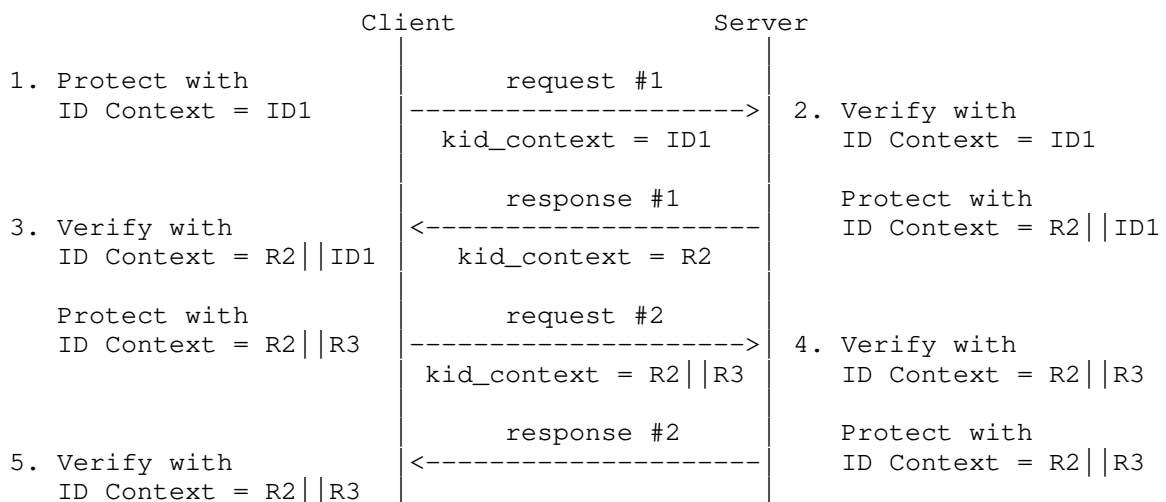 Client Server
1. Protect with request #1
ID Context = ID1 --------------------->| 2. Verify with
kid_context = ID1 ID Context = ID1
response #1 Protect with
3. Verify with <--------------------- ID Context = R2||ID1
ID Context = R2||ID1 kid_context = R2
Protect with request #2
ID Context = R2||R3 --------------------->| 4. Verify with
kid_context = R2||R3 ID Context = R2||R3
response #2 Protect with
5. Verify with <---------------------| ID Context = R2||R3
ID Context = R2||R3